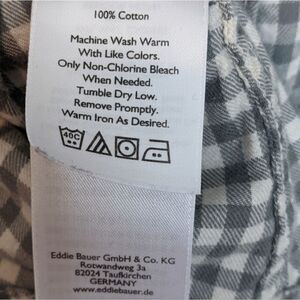 100% Cotton
Machine Wash Warm
With Like Colors.
Only Non-Chlorine Bleach
When Needed.
Tumble Dry Low.
Remove Promptly.
Warm Iron As Desired.
40C
Eddie Bauer GmbH & Co. KG
Rotwandweg 3a
82024 Taufkirchen
GERMANY
www.eddiebauer.de